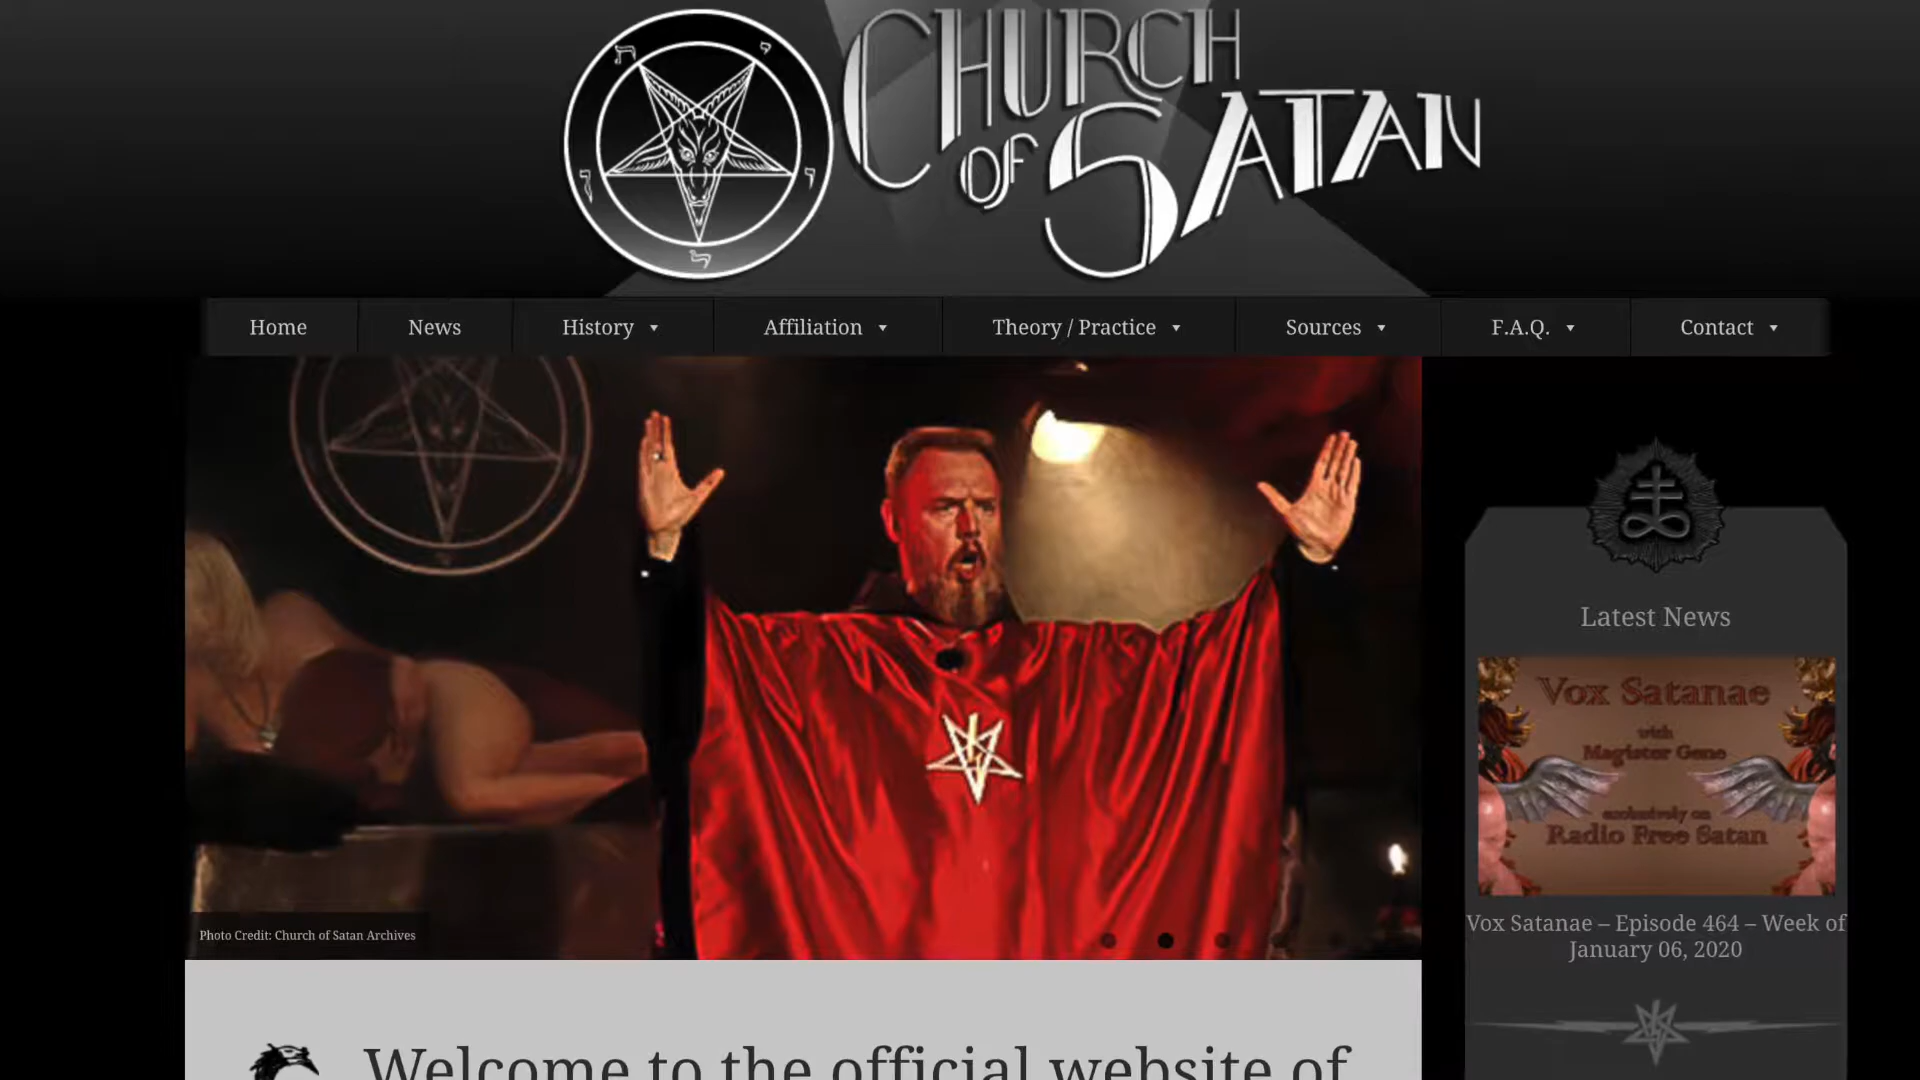 CHURCH
OF SATAN
Home
News
History
Affiliation
Theory / Practice
Sources
F.A.Q.
Contact
Photo Credit: Church of Satan Archives
Latest News
Vox Satanae
with
Magister Gene
exclusively on
Radio Free Satan
Vox Satanae – Episode 464 – Week of
January 06, 2020
Welcome to the official website of